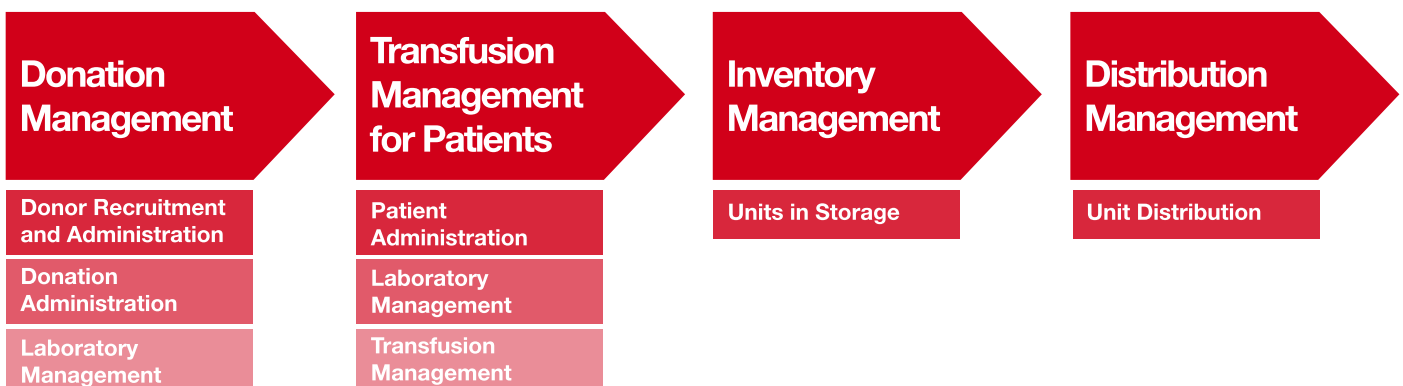 Donation
Management
Donor Recruitment
and Administration
Donation
Administration
Laboratory
Management
Transfusion
Management
for Patients
Patient
Administration
Laboratory
Management
Transfusion
Management
Inventory
Management
Units in Storage
Distribution
Management
Unit Distribution